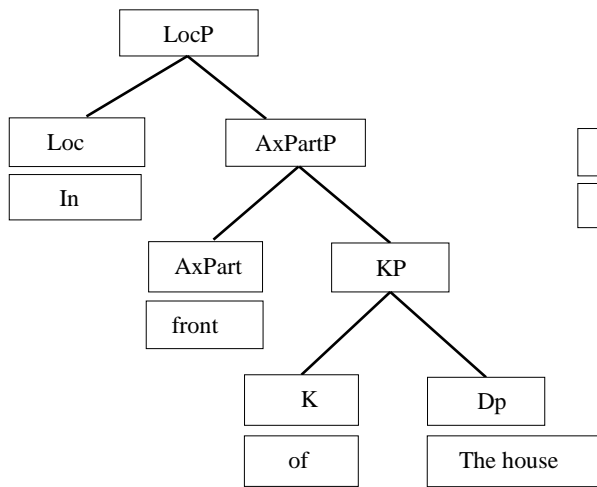 LocP
Loc
AxPartP
In
AxPart
KP
front
K
Dp
of
The house